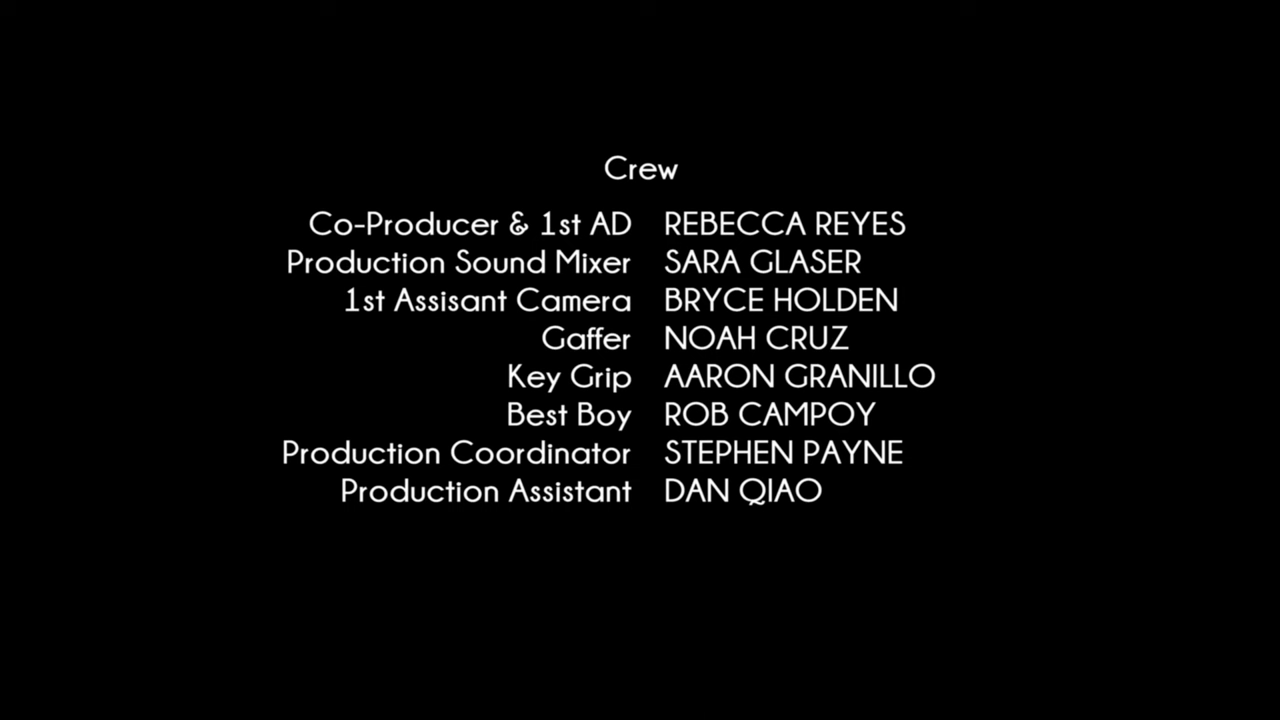 Crew
Co-Producer & 1st AD REBECCA REYES
Production Sound Mixer SARA GLASER
1st Assisant Camera BRYCE HOLDEN
Gaffer NOAH CRUZ
Key Grip AARON GRANILLO
Best Boy ROB CAMPOY
Production Coordinator STEPHEN PAYNE
Production Assistant DAN QIAO